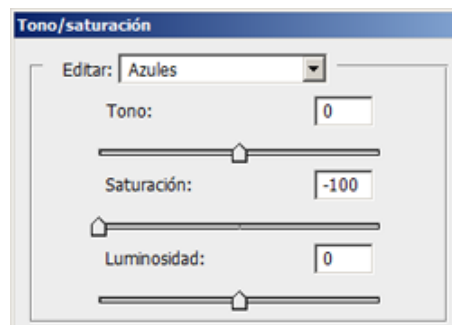 Tono/saturación
Editar: Azules
Tono: 0
Saturación: -100
Luminosidad: 0